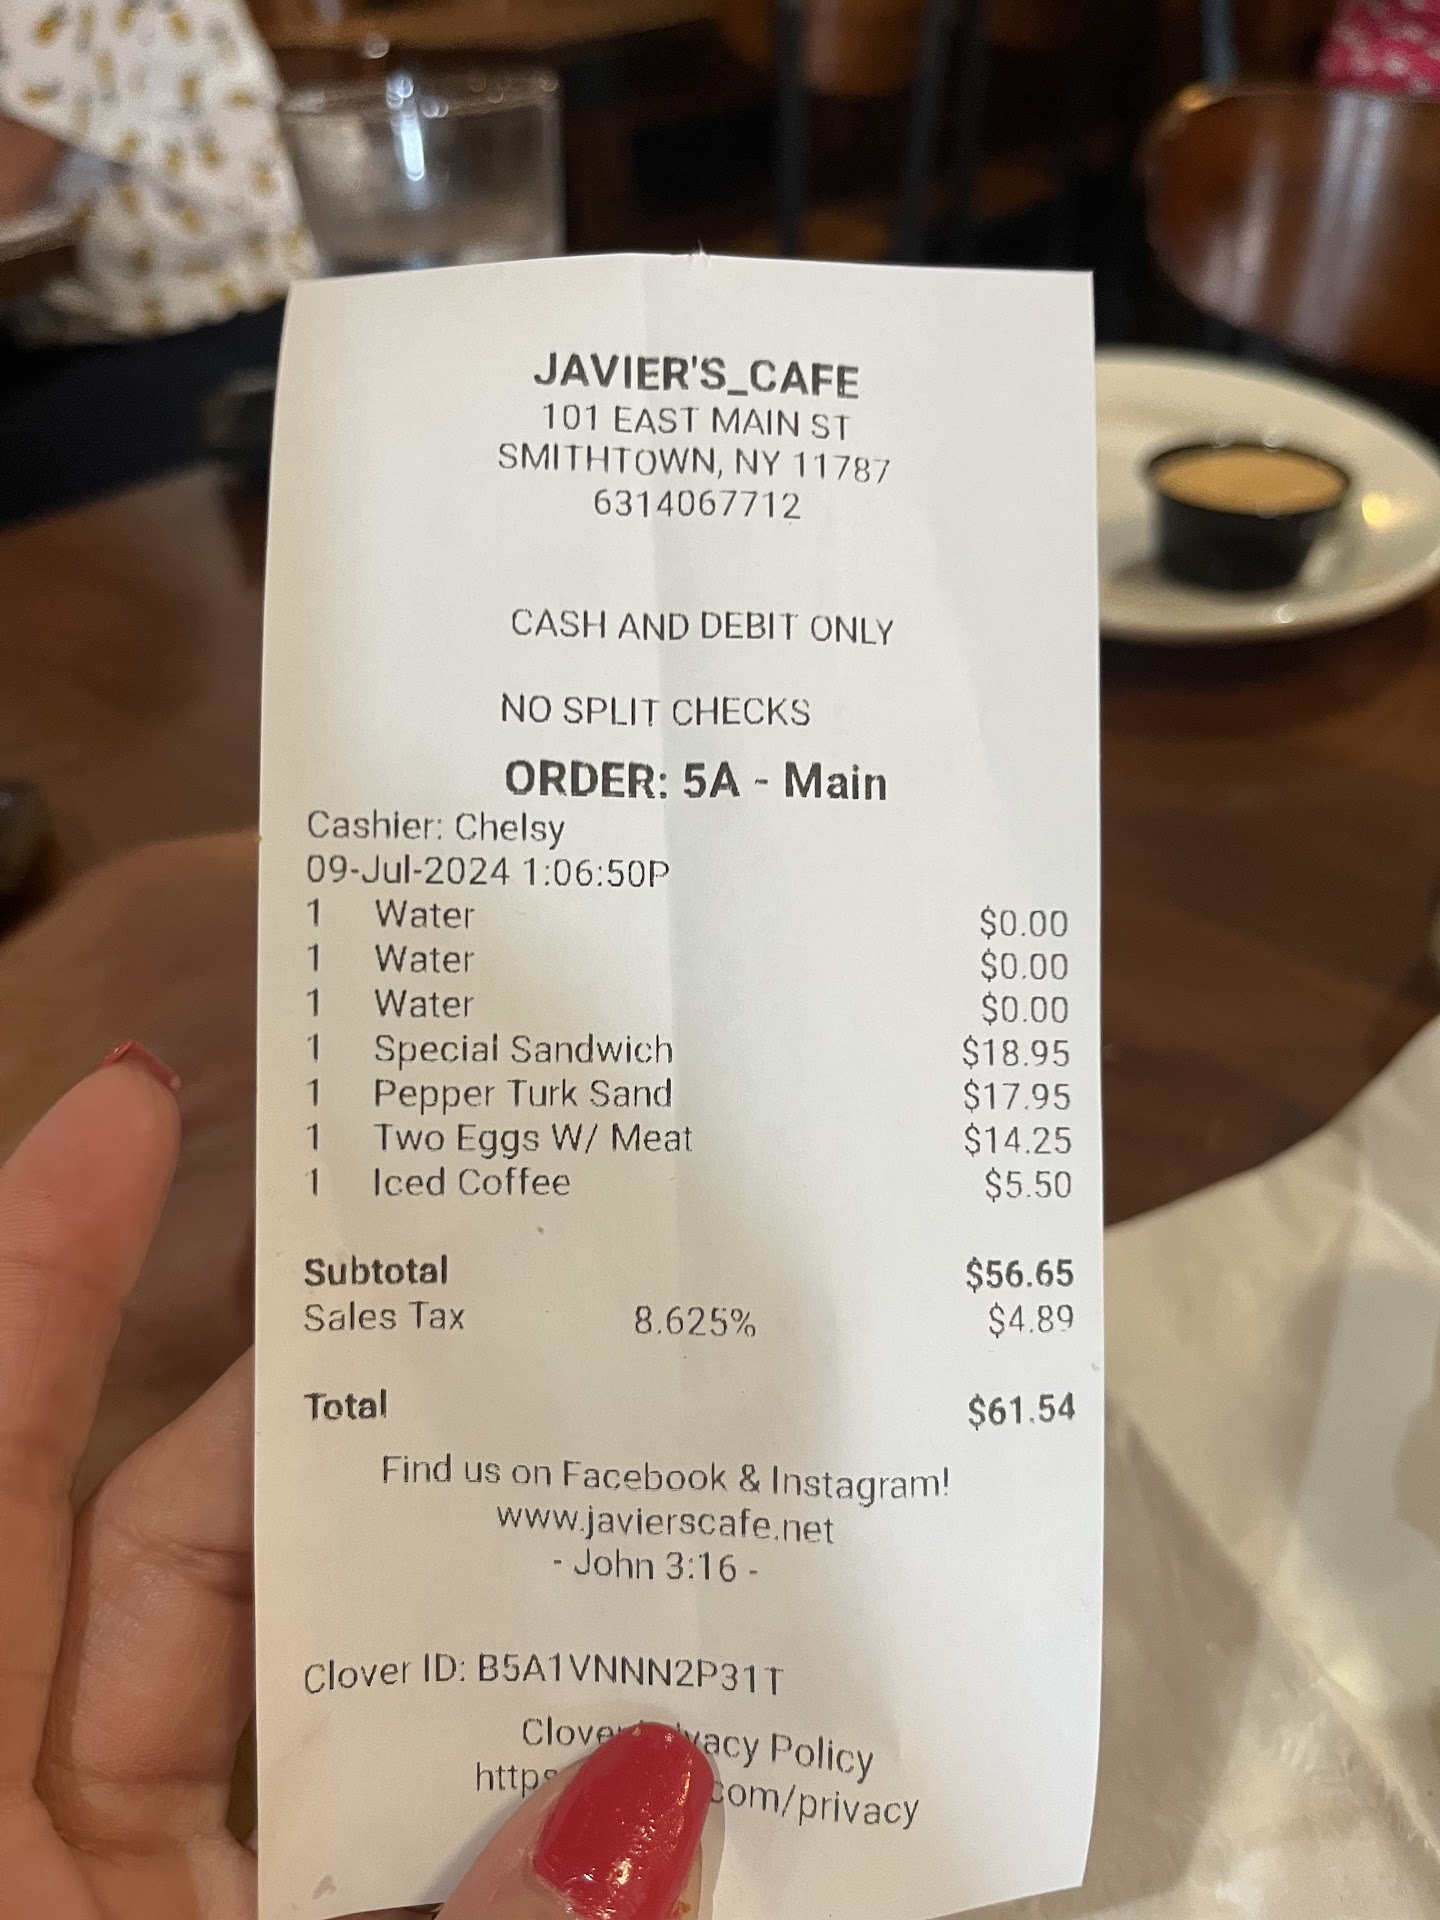 JAVIER'S_CAFE
101 EAST MAIN ST
SMITHTOWN, NY 11787
6314067712
CASH AND DEBIT ONLY
NO SPLIT CHECKS
ORDER: 5A - Main
Cashier: Chelsy
09-Jul-2024 1:06:50P
1 Water $0.00
1 Water $0.00
1 Water $0.00
1 Special Sandwich $18.95
1 Pepper Turk Sand $17.95
1 Two Eggs W/ Meat $14.25
1 Iced Coffee $5.50
Subtotal $56.65
Sales Tax 8.625% $4.89
Total $61.54
Find us on Facebook & Instagram!
www.javierscafe.net
- John 3:16 -
Clover ID: B5A1VNNN2P31T
Policy
com/privacy